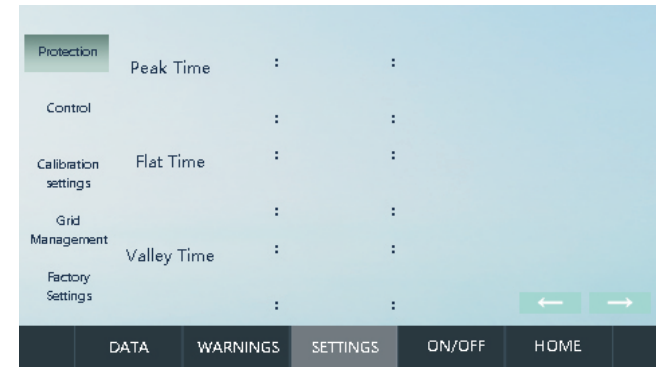 Protection
Peak Time : :
Control
: :
Calibration
settings
Flat Time : :
Grid
Management
: :
Valley Time : :
Factory
Settings
: :
← →
DATA WARNINGS SETTINGS ON/OFF HOME